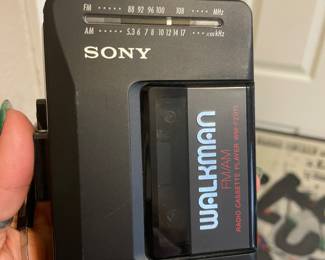 FM 88 92 96 100 108 MHz
AM 5.3 6 7 8 10 12 14 17 x100kHz
SONY
WALKMAN
FM/AM
RADIO CASSETTE PLAYER